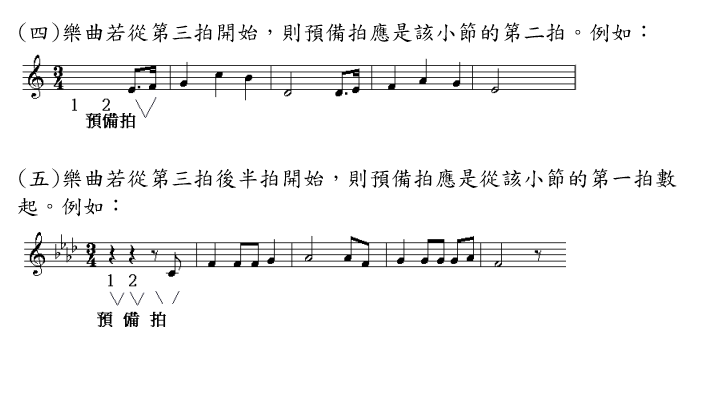 (四)樂曲若從第三拍開始，則預備拍應是該小節的第二拍。例如：
3
4
1 2
預備拍
(五)樂曲若從第三拍後半拍開始，則預備拍應是從該小節的第一拍數
起。例如：
3
4
1 2
預 備 拍